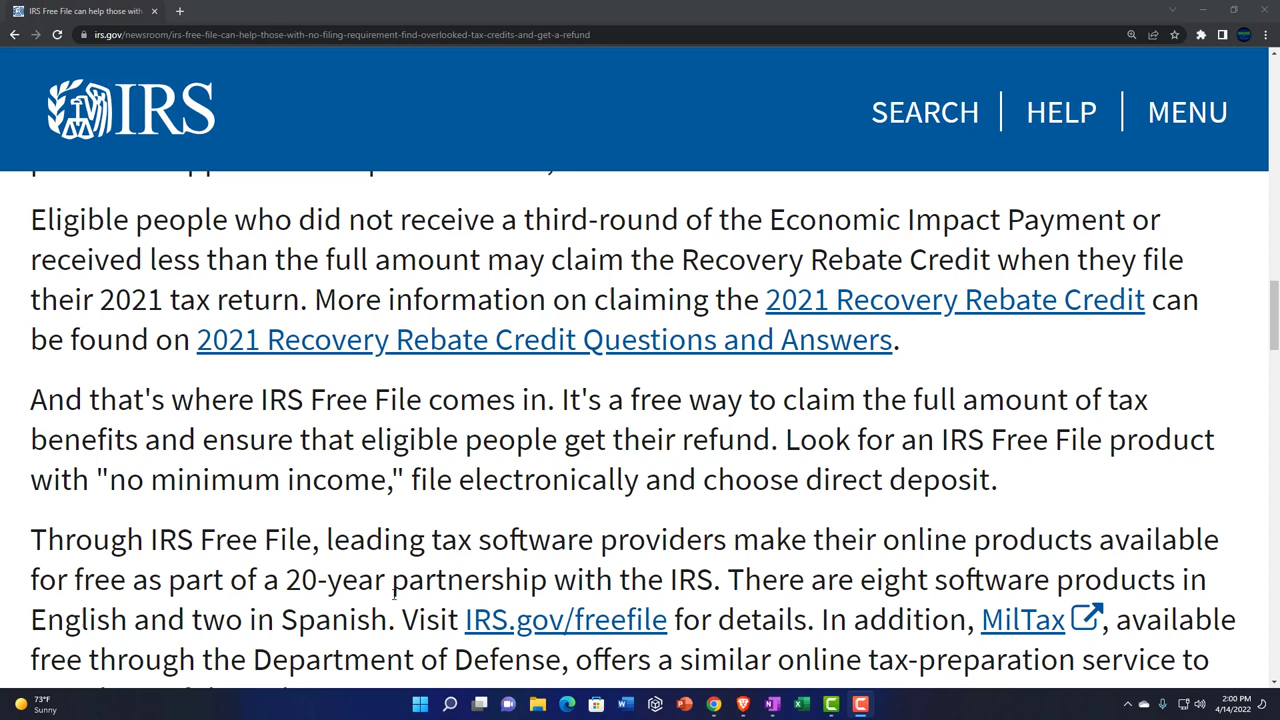 IRS Free File can help those with
irs.gov/newsroom/irs-free-file-can-help-those-with-no-filing-requirement-find-overlooked-tax-credits-and-get-a-refund
IRS
SEARCH
HELP
MENU
Eligible people who did not receive a third-round of the Economic Impact Payment or
received less than the full amount may claim the Recovery Rebate Credit when they file
their 2021 tax return. More information on claiming the 2021 Recovery Rebate Credit can
be found on 2021 Recovery Rebate Credit Questions and Answers.
And that's where IRS Free File comes in. It's a free way to claim the full amount of tax
benefits and ensure that eligible people get their refund. Look for an IRS Free File product
with "no minimum income," file electronically and choose direct deposit.
Through IRS Free File, leading tax software providers make their online products available
for free as part of a 20-year partnership with the IRS. There are eight software products in
English and two in Spanish. Visit IRS.gov/freefile for details. In addition, MilTax, available
free through the Department of Defense, offers a similar online tax-preparation service to
73°F
Sunny
2:00 PM
4/14/2022